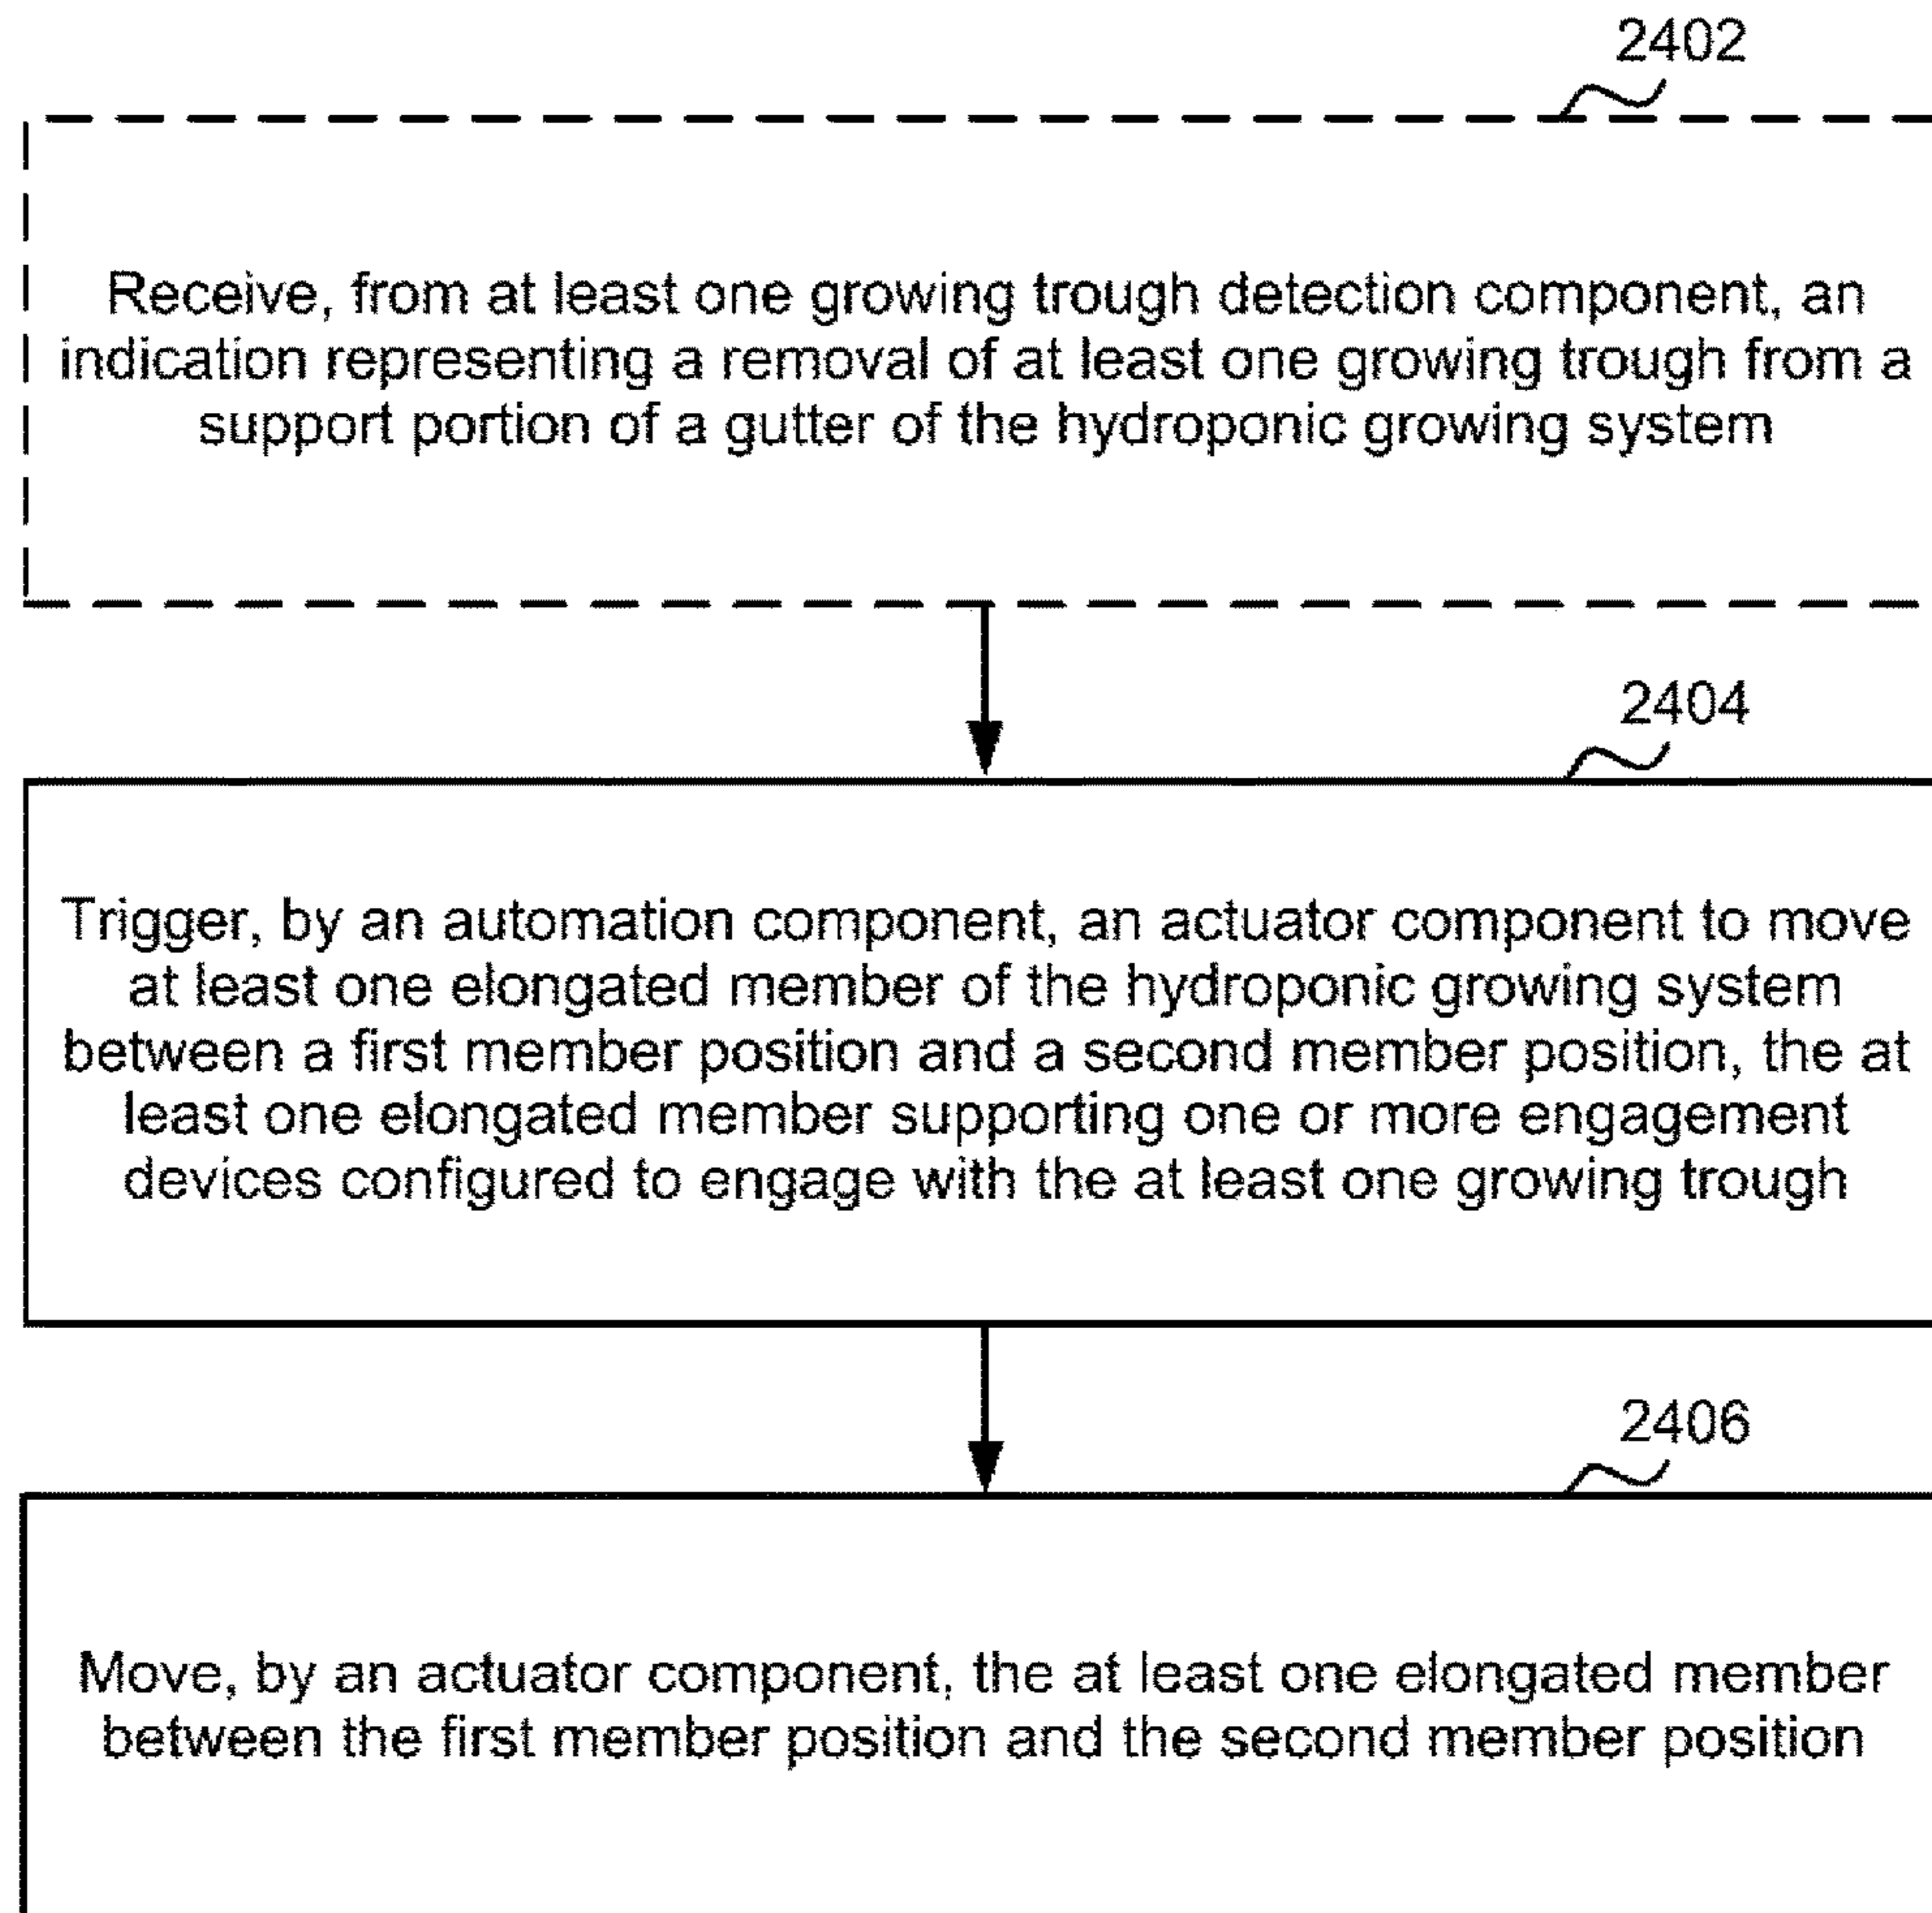 2402
Receive, from at least one growing trough detection component, an
indication representing a removal of at least one growing trough from a
support portion of a gutter of the hydroponic growing system
2404
Trigger, by an automation component, an actuator component to move
at least one elongated member of the hydroponic growing system
between a first member position and a second member position, the at
least one elongated member supporting one or more engagement
devices configured to engage with the at least one growing trough
2406
Move, by an actuator component, the at least one elongated member
between the first member position and the second member position